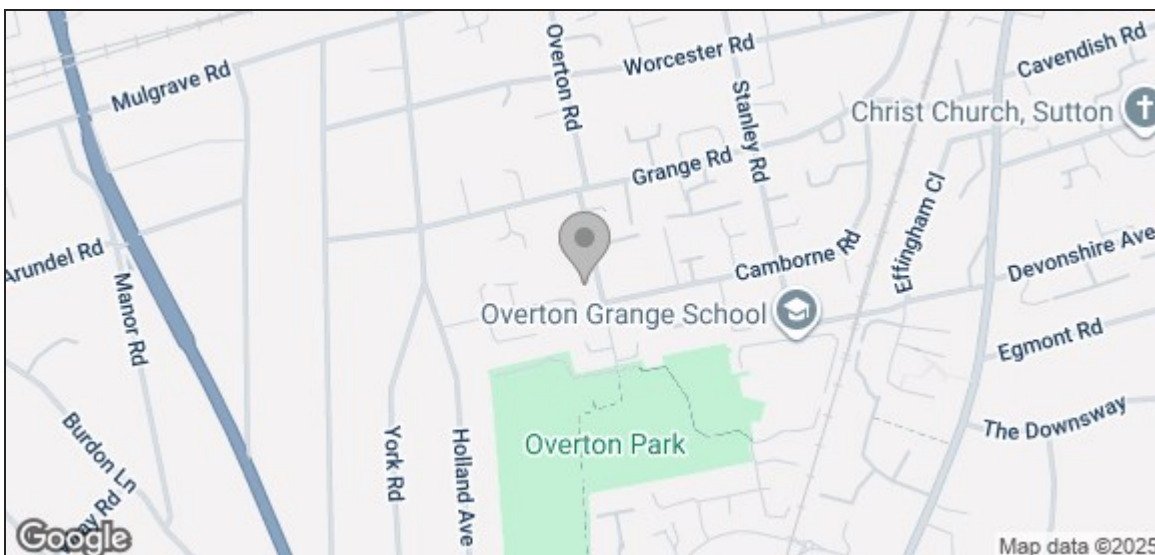 Mulgrave Rd
Overton Rd
Worcester Rd
Stanley Rd
Cavendish Rd
Christ Church, Sutton
Grange Rd
Effingham Cl
Arundel Rd
Manor Rd
Camborne Rd
Devonshire Ave
Overton Grange School
Egmont Rd
Burdon Ln
York Rd
Holland Ave
Overton Park
The Downsway
Rd
Google
Map data ©2025